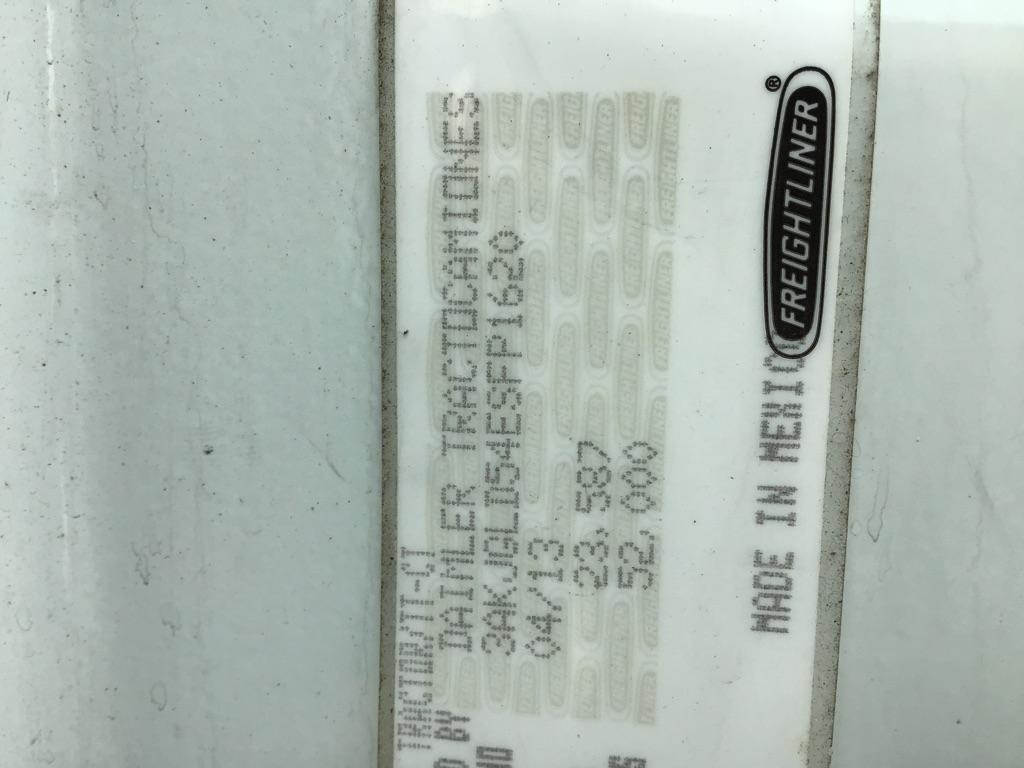 TRACTOR/TT-CT
BY DAIMLER TRACTOCAMIONES
3AKJGLD54ESFP1620
04/13
23,587
52,000
MADE IN MEXICO
FREIGHTLINER®